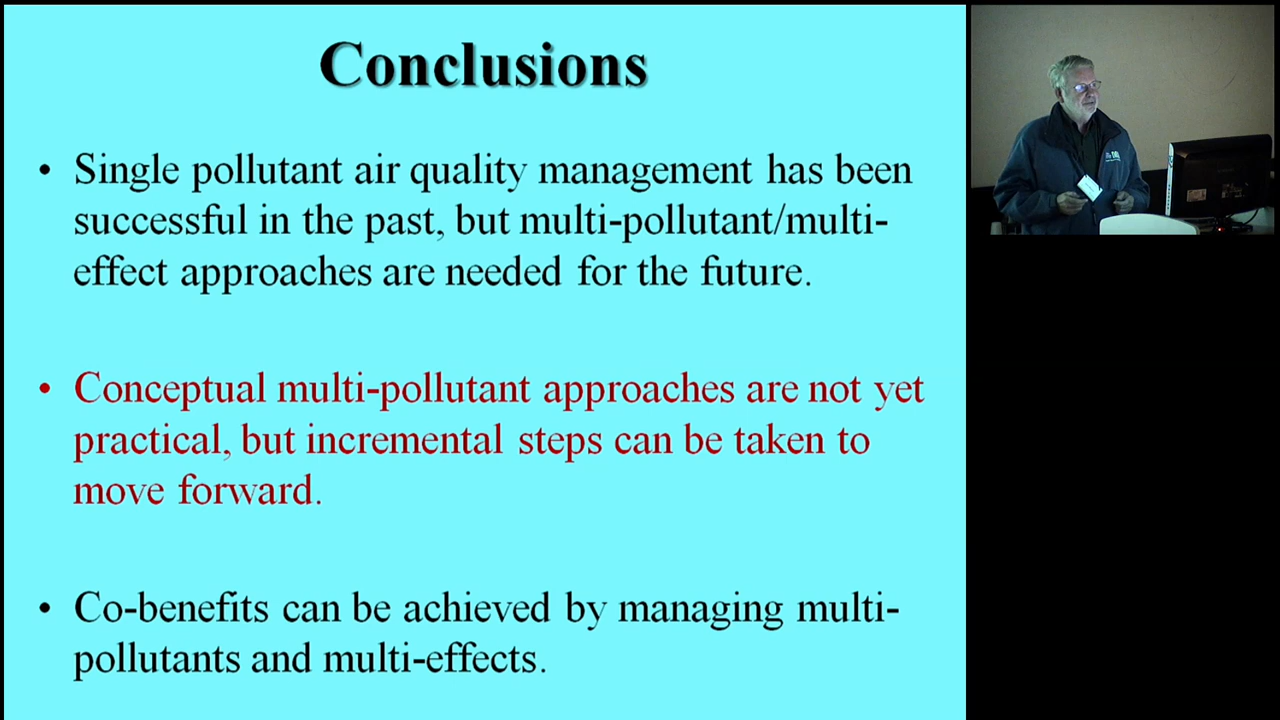 Conclusions
• Single pollutant air quality management has been
successful in the past, but multi-pollutant/multi-
effect approaches are needed for the future.
• Conceptual multi-pollutant approaches are not yet
practical, but incremental steps can be taken to
move forward.
• Co-benefits can be achieved by managing multi-
pollutants and multi-effects.